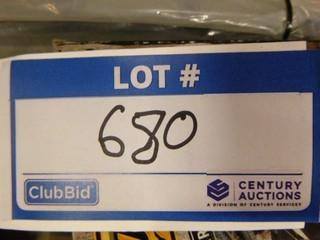 LOT #
680
ClubBid
CENTURY
AUCTIONS
A DIVISION OF CENTURY SERVICES